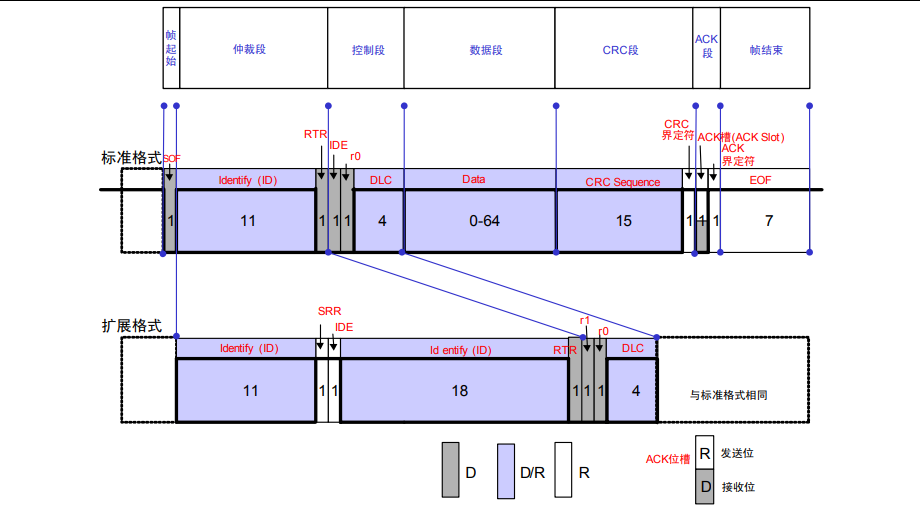 帧起始
仲裁段
控制段
数据段
CRC段
ACK段
帧结束
标准格式
SOF
RTR
IDE
r0
CRC
界定符
ACK槽(ACK Slot)
ACK
界定符
Identify (ID)
DLC
Data
CRC Sequence
EOF
1
11
1
1
1
4
0-64
15
1
1
1
7
扩展格式
SRR
IDE
r1
r0
Identify (ID)
Id entify (ID)
RTR
DLC
11
1
1
18
1
1
1
4
与标准格式相同
D
D/R
R
ACK位槽
R
发送位
D
接收位